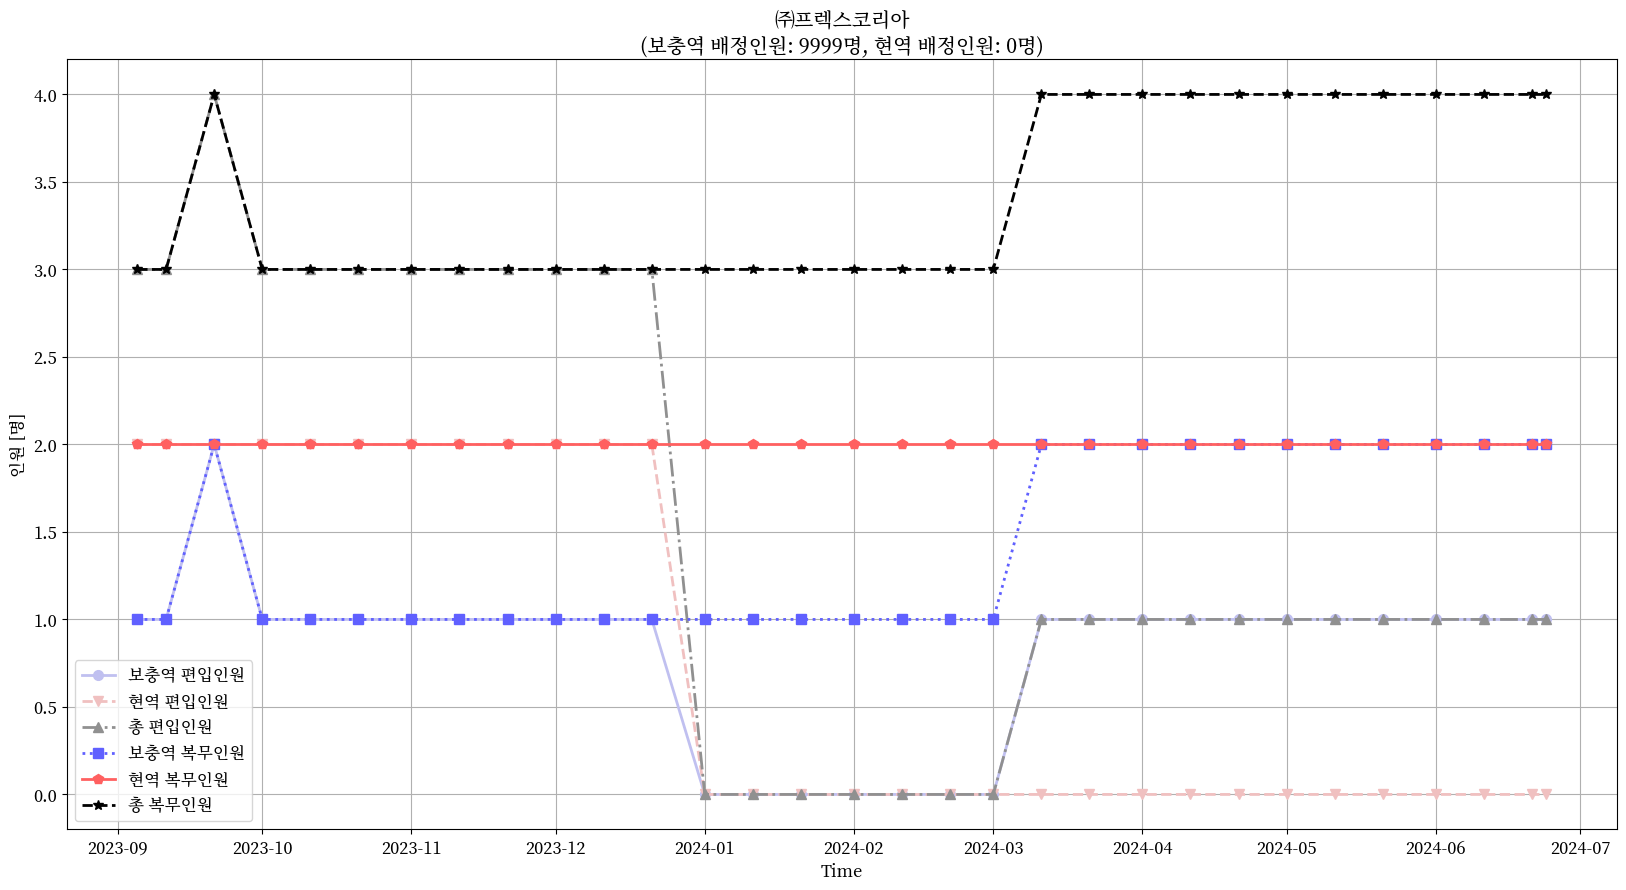 ㈜프렉스코리아
(보충역 배정인원: 9999명, 현역 배정인원: 0명)
4.0
3.5
3.0
2.5
2.0
1.5
1.0
0.5
0.0
인원 [명]
보충역 편입인원
현역 편입인원
총 편입인원
보충역 복무인원
현역 복무인원
총 복무인원
2023-09 2023-10 2023-11 2023-12 2024-01 2024-02 2024-03 2024-04 2024-05 2024-06 2024-07
Time